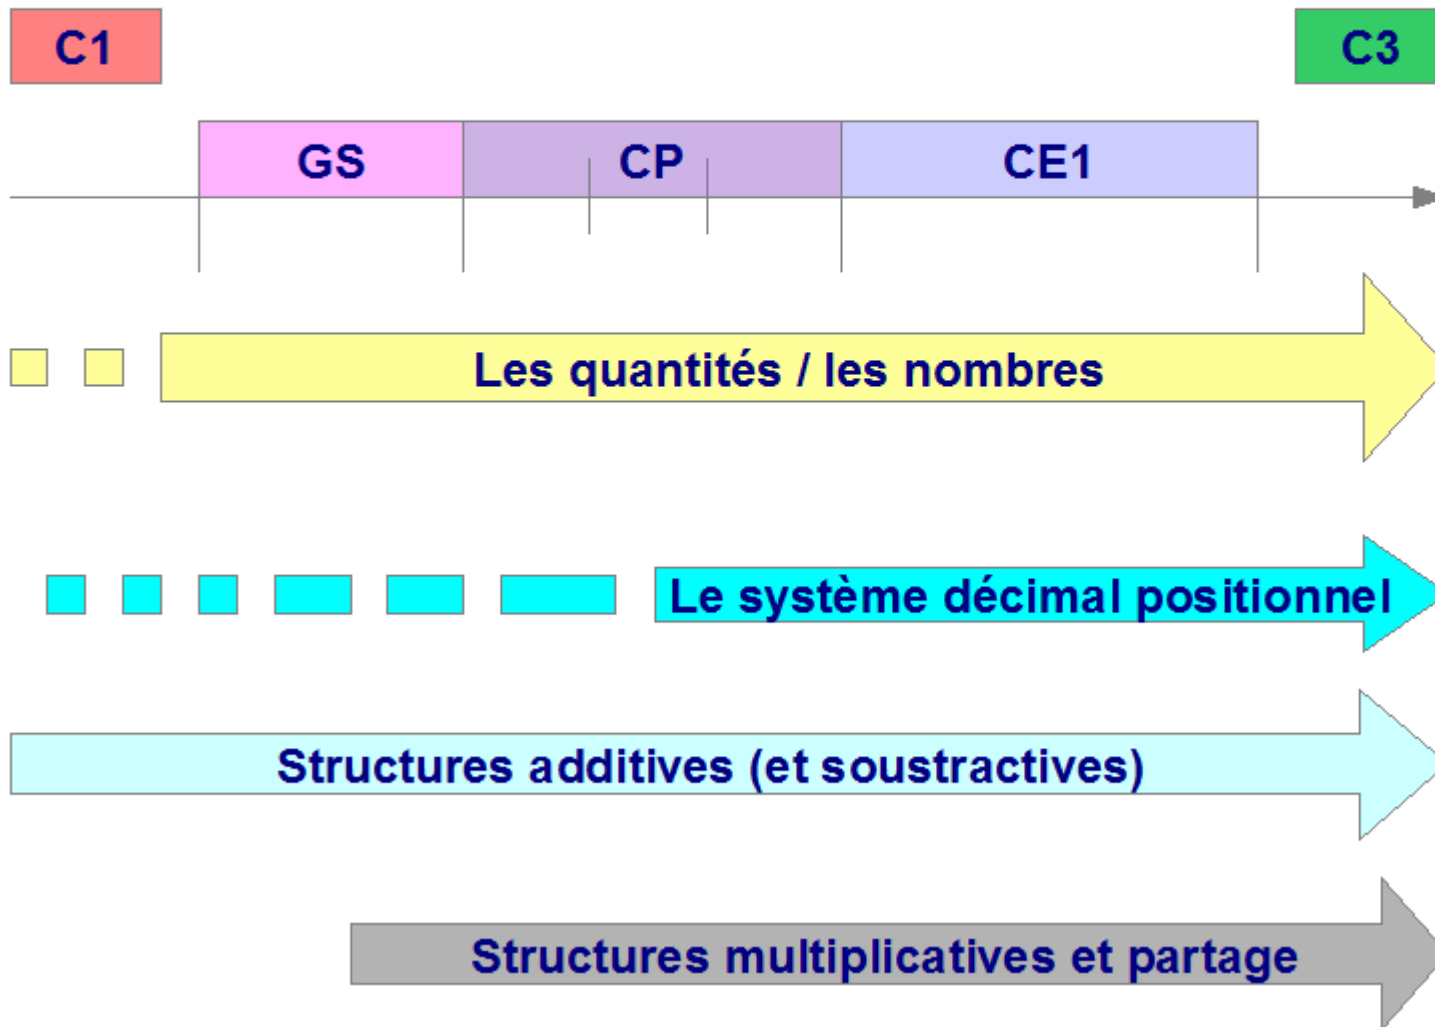 C1
C3
GS
CP
CE1
Les quantités / les nombres
Le système décimal positionnel
Structures additives (et soustractives)
Structures multiplicatives et partage